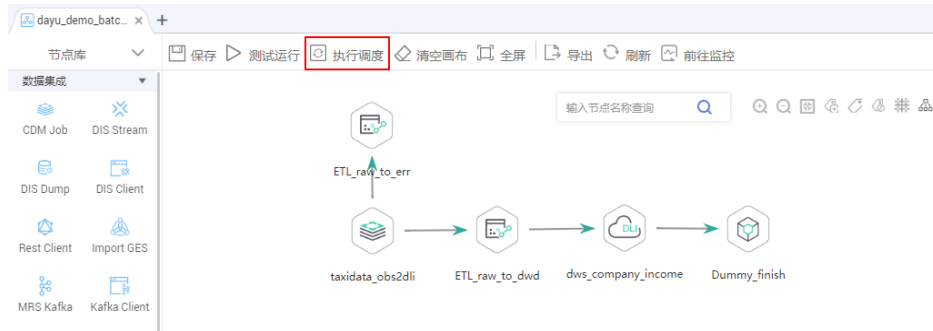 dayu_demo_batc...
节点库
保存 测试运行 执行调度 清空画布 全屏 导出 刷新 前往监控
数据集成
CDM Job DIS Stream
DIS Dump DIS Client
Rest Client Import GES
MRS Kafka Kafka Client
输入节点名称查询
ETL_raw_to_err
DLI
taxidata_obs2dli ETL_raw_to_dwd dws_company_income Dummy_finish